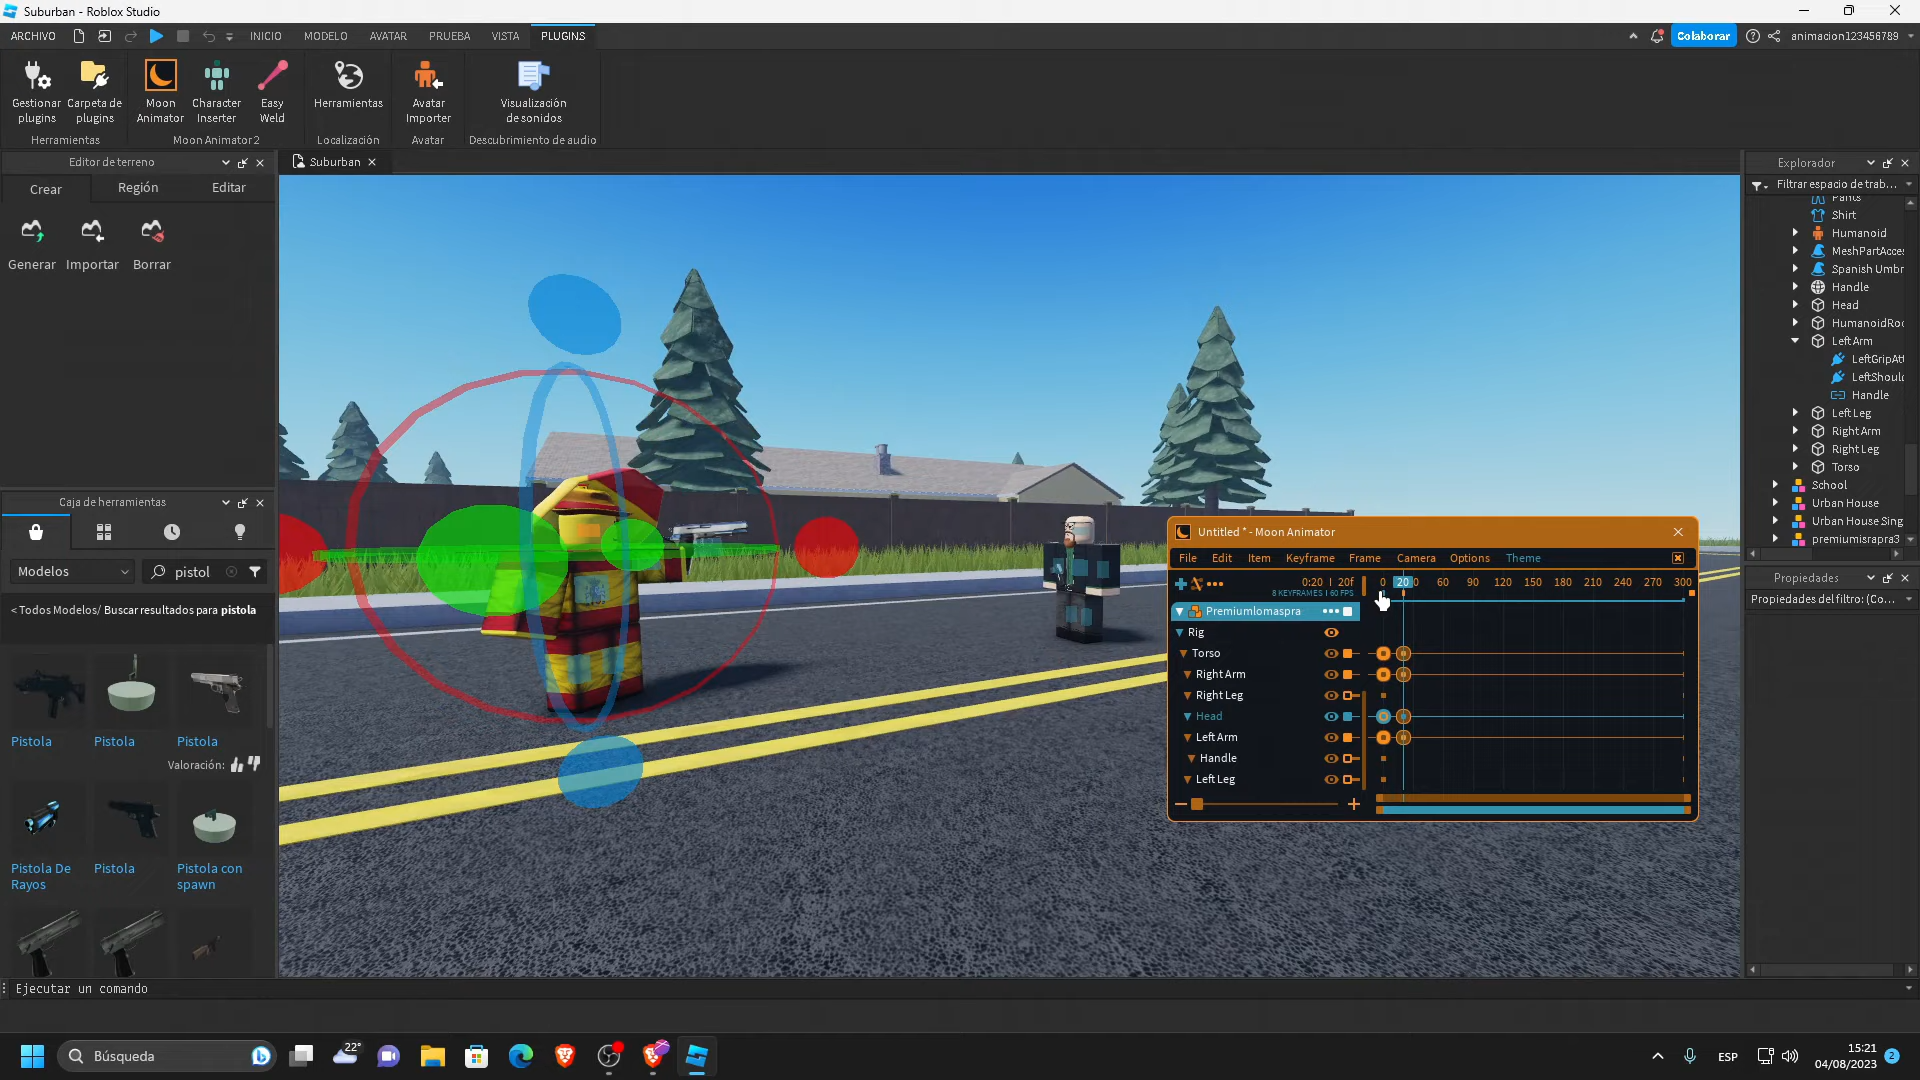 Suburban - Roblox Studio
ARCHIVO
INICIO
MODELO
AVATAR
PRUEBA
VISTA
PLUGINS
Colaborar
animacion123456789
Gestionar plugins
Carpeta de plugins
Moon Animator
Character Inserter
Easy Weld
Herramientas
Avatar Importer
Visualización de sonidos
Herramientas
Moon Animator 2
Localización
Avatar
Descubrimiento de audio
Editor de terreno
Crear
Región
Editar
Generar
Importar
Borrar
Caja de herramientas
Modelos
pistol
< Todos Modelos/ Buscar resultados para pistola
Pistola
Pistola
Pistola
Valoración:
Pistola De Rayos
Pistola
Pistola con spawn
Suburban
Untitled * - Moon Animator
File
Edit
Item
Keyframe
Frame
Camera
Options
Theme
0:20 | 20f
8 KEYFRAMES | 60 FPS
0
20
60
90
120
150
180
210
240
270
300
Premiumlomaspra
Rig
Torso
Right Arm
Right Leg
Head
Left Arm
Handle
Left Leg
Explorador
Filtrar espacio de trab...
Pants
Shirt
Humanoid
MeshPartAcces
Spanish Umbr
Handle
Head
HumanoidRoo
Left Arm
LeftGripAtt
LeftShoul
Handle
Left Leg
Right Arm
Right Leg
Torso
School
Urban House
Urban House Sing
premiumisrapra3
Propiedades
Propiedades del filtro: (Co...
Ejecutar un comando
Búsqueda
22°
ESP
15:21
04/08/2023
2